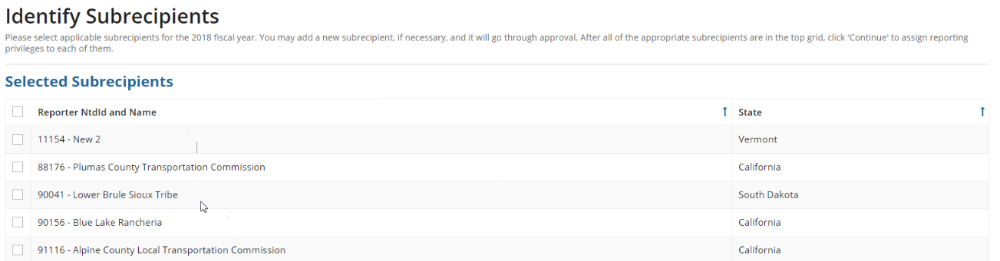 Identify Subrecipients
Please select applicable subrecipients for the 2018 fiscal year. You may add a new subrecipient, if necessary, and it will go through approval. After all of the appropriate subrecipients are in the top grid, click 'Continue' to assign reporting
privileges to each of them.
Selected Subrecipients
Reporter NtdId and Name ↑ State ↑
11154 - New 2 Vermont
88176 - Plumas County Transportation Commission California
90041 - Lower Brule Sioux Tribe South Dakota
90156 - Blue Lake Rancheria California
91116 - Alpine County Local Transportation Commission California